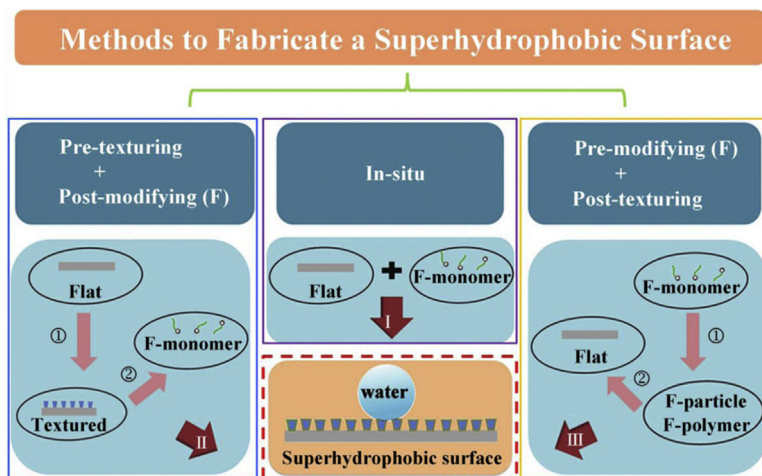 Methods to Fabricate a Superhydrophobic Surface
Pre-texturing
+
Post-modifying (F)
Flat
①
F-monomer
②
Textured
II
In-situ
Flat
+
F-monomer
I
water
Superhydrophobic surface
Pre-modifying (F)
+
Post-texturing
F-monomer
①
Flat
②
F-particle
F-polymer
III